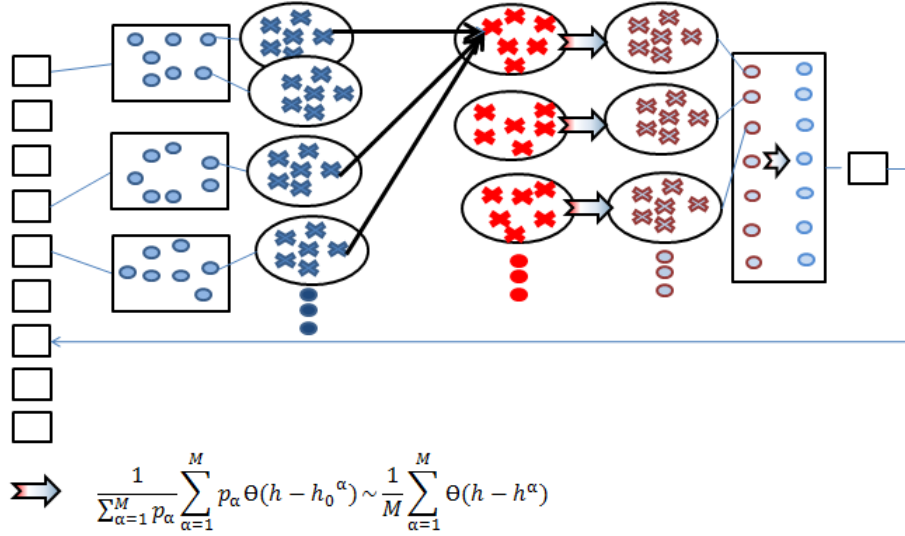 1/∑_{α=1}^{M} p_α ∑_{α=1}^{M} p_α Θ(h − h_0^α) ~ 1/M ∑_{α=1}^{M} Θ(h − h^α)